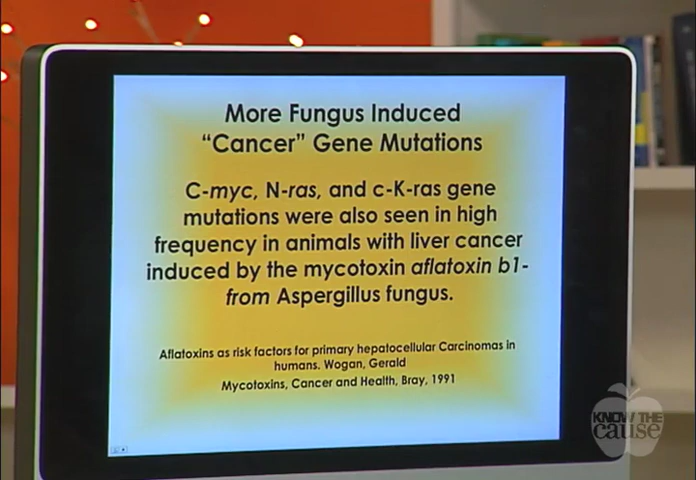 More Fungus Induced
“Cancer” Gene Mutations
C-myc, N-ras, and c-K-ras gene
mutations were also seen in high
frequency in animals with liver cancer
induced by the mycotoxin aflatoxin b1-
from Aspergillus fungus.
Aflatoxins as risk factors for primary hepatocellular Carcinomas in
humans. Wogan, Gerald
Mycotoxins, Cancer and Health, Bray, 1991
KNOW THE
cause